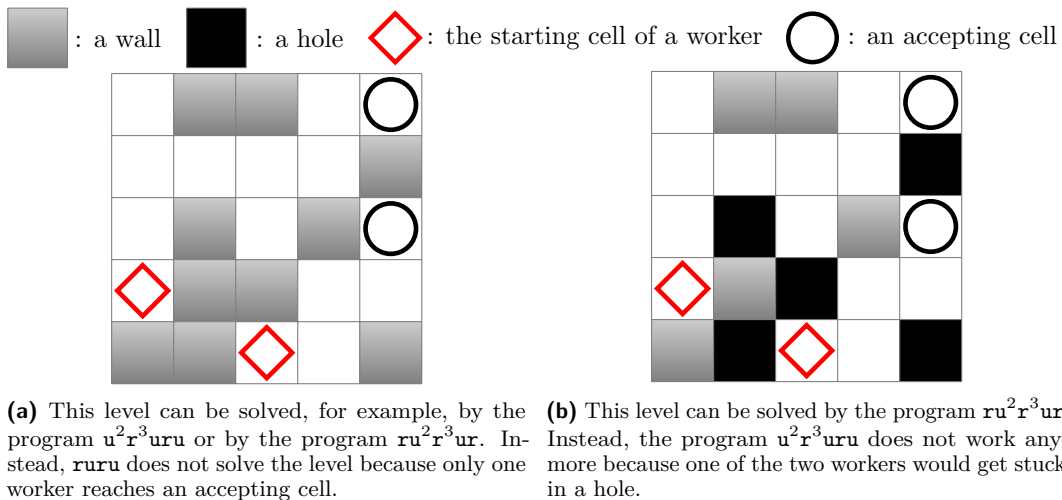 : a wall : a hole : the starting cell of a worker : an accepting cell
(a) This level can be solved, for example, by the
program u²r³uru or by the program ru²r³ur. In-
stead, ruru does not solve the level because only one
worker reaches an accepting cell.
(b) This level can be solved by the program ru²r³ur
Instead, the program u²r³uru does not work any-
more because one of the two workers would get stuck
in a hole.